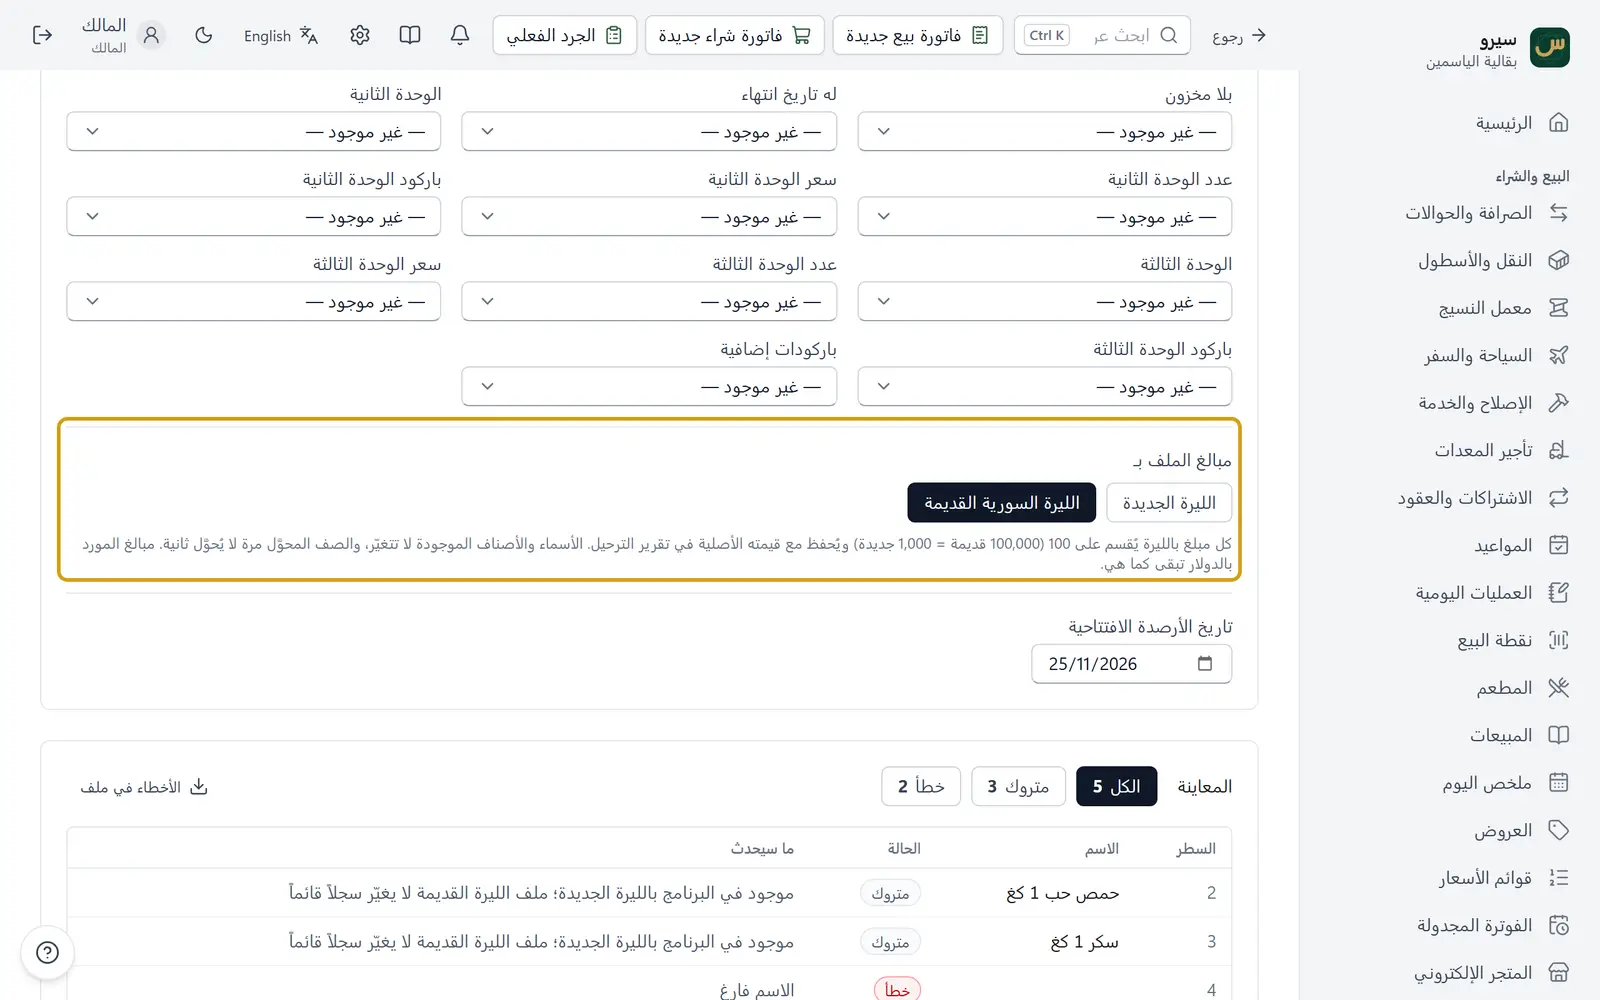 سيرو
بقالية الياسمين
س
رجوع
ابحث عر
Ctrl K
فاتورة بيع جديدة
فاتورة شراء جديدة
الجرد الفعلي
English
المالك
المالك
الرئيسية
البيع والشراء
الصرافة والحوالات
النقل والأسطول
معمل النسيج
السياحة والسفر
الإصلاح والخدمة
تأجير المعدات
الاشتراكات والعقود
المواعيد
العمليات اليومية
نقطة البيع
المطعم
المبيعات
ملخص اليوم
العروض
قوائم الأسعار
الفوترة المجدولة
المتجر الإلكتروني
بلا مخزون
له تاريخ انتهاء
الوحدة الثانية
— غير موجود —
— غير موجود —
— غير موجود —
عدد الوحدة الثانية
سعر الوحدة الثانية
باركود الوحدة الثانية
— غير موجود —
— غير موجود —
— غير موجود —
الوحدة الثالثة
عدد الوحدة الثالثة
سعر الوحدة الثالثة
— غير موجود —
— غير موجود —
— غير موجود —
باركود الوحدة الثالثة
باركودات إضافية
— غير موجود —
— غير موجود —
مبالغ الملف بـ
الليرة الجديدة
الليرة السورية القديمة
كل مبلغ بالليرة يُقسم على 100 (100,000 قديمة = 1,000 جديدة) ويُحفظ مع قيمته الأصلية في تقرير الترحيل. الأسماء والأصناف الموجودة لا تتغيّر، والصف المحوَّل مرة لا يُحوَّل ثانية. مبالغ المورد
بالدولار تبقى كما هي.
تاريخ الأرصدة الافتتاحية
25/11/2026
المعاينة
الكل 5
متروك 3
خطأ 2
الأخطاء في ملف
السطر
الاسم
الحالة
ما سيحدث
2
حمص حب 1 كغ
متروك
موجود في البرنامج بالليرة الجديدة؛ ملف الليرة القديمة لا يغيّر سجلاً قائماً
3
سكر 1 كغ
متروك
موجود في البرنامج بالليرة الجديدة؛ ملف الليرة القديمة لا يغيّر سجلاً قائماً
4
خطأ
الاسم فارغ